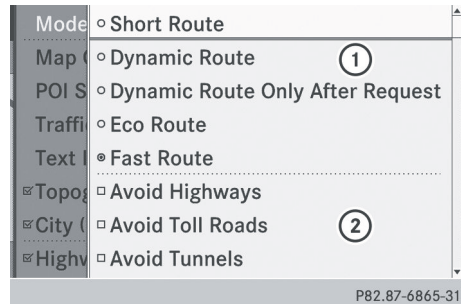 Mode
Short Route
Map
Dynamic Route
1
POI S
Dynamic Route Only After Request
Traffi
Eco Route
Text
Fast Route
Topog
Avoid Highways
City (
Avoid Toll Roads
2
Highv
Avoid Tunnels
P82.87-6865-31